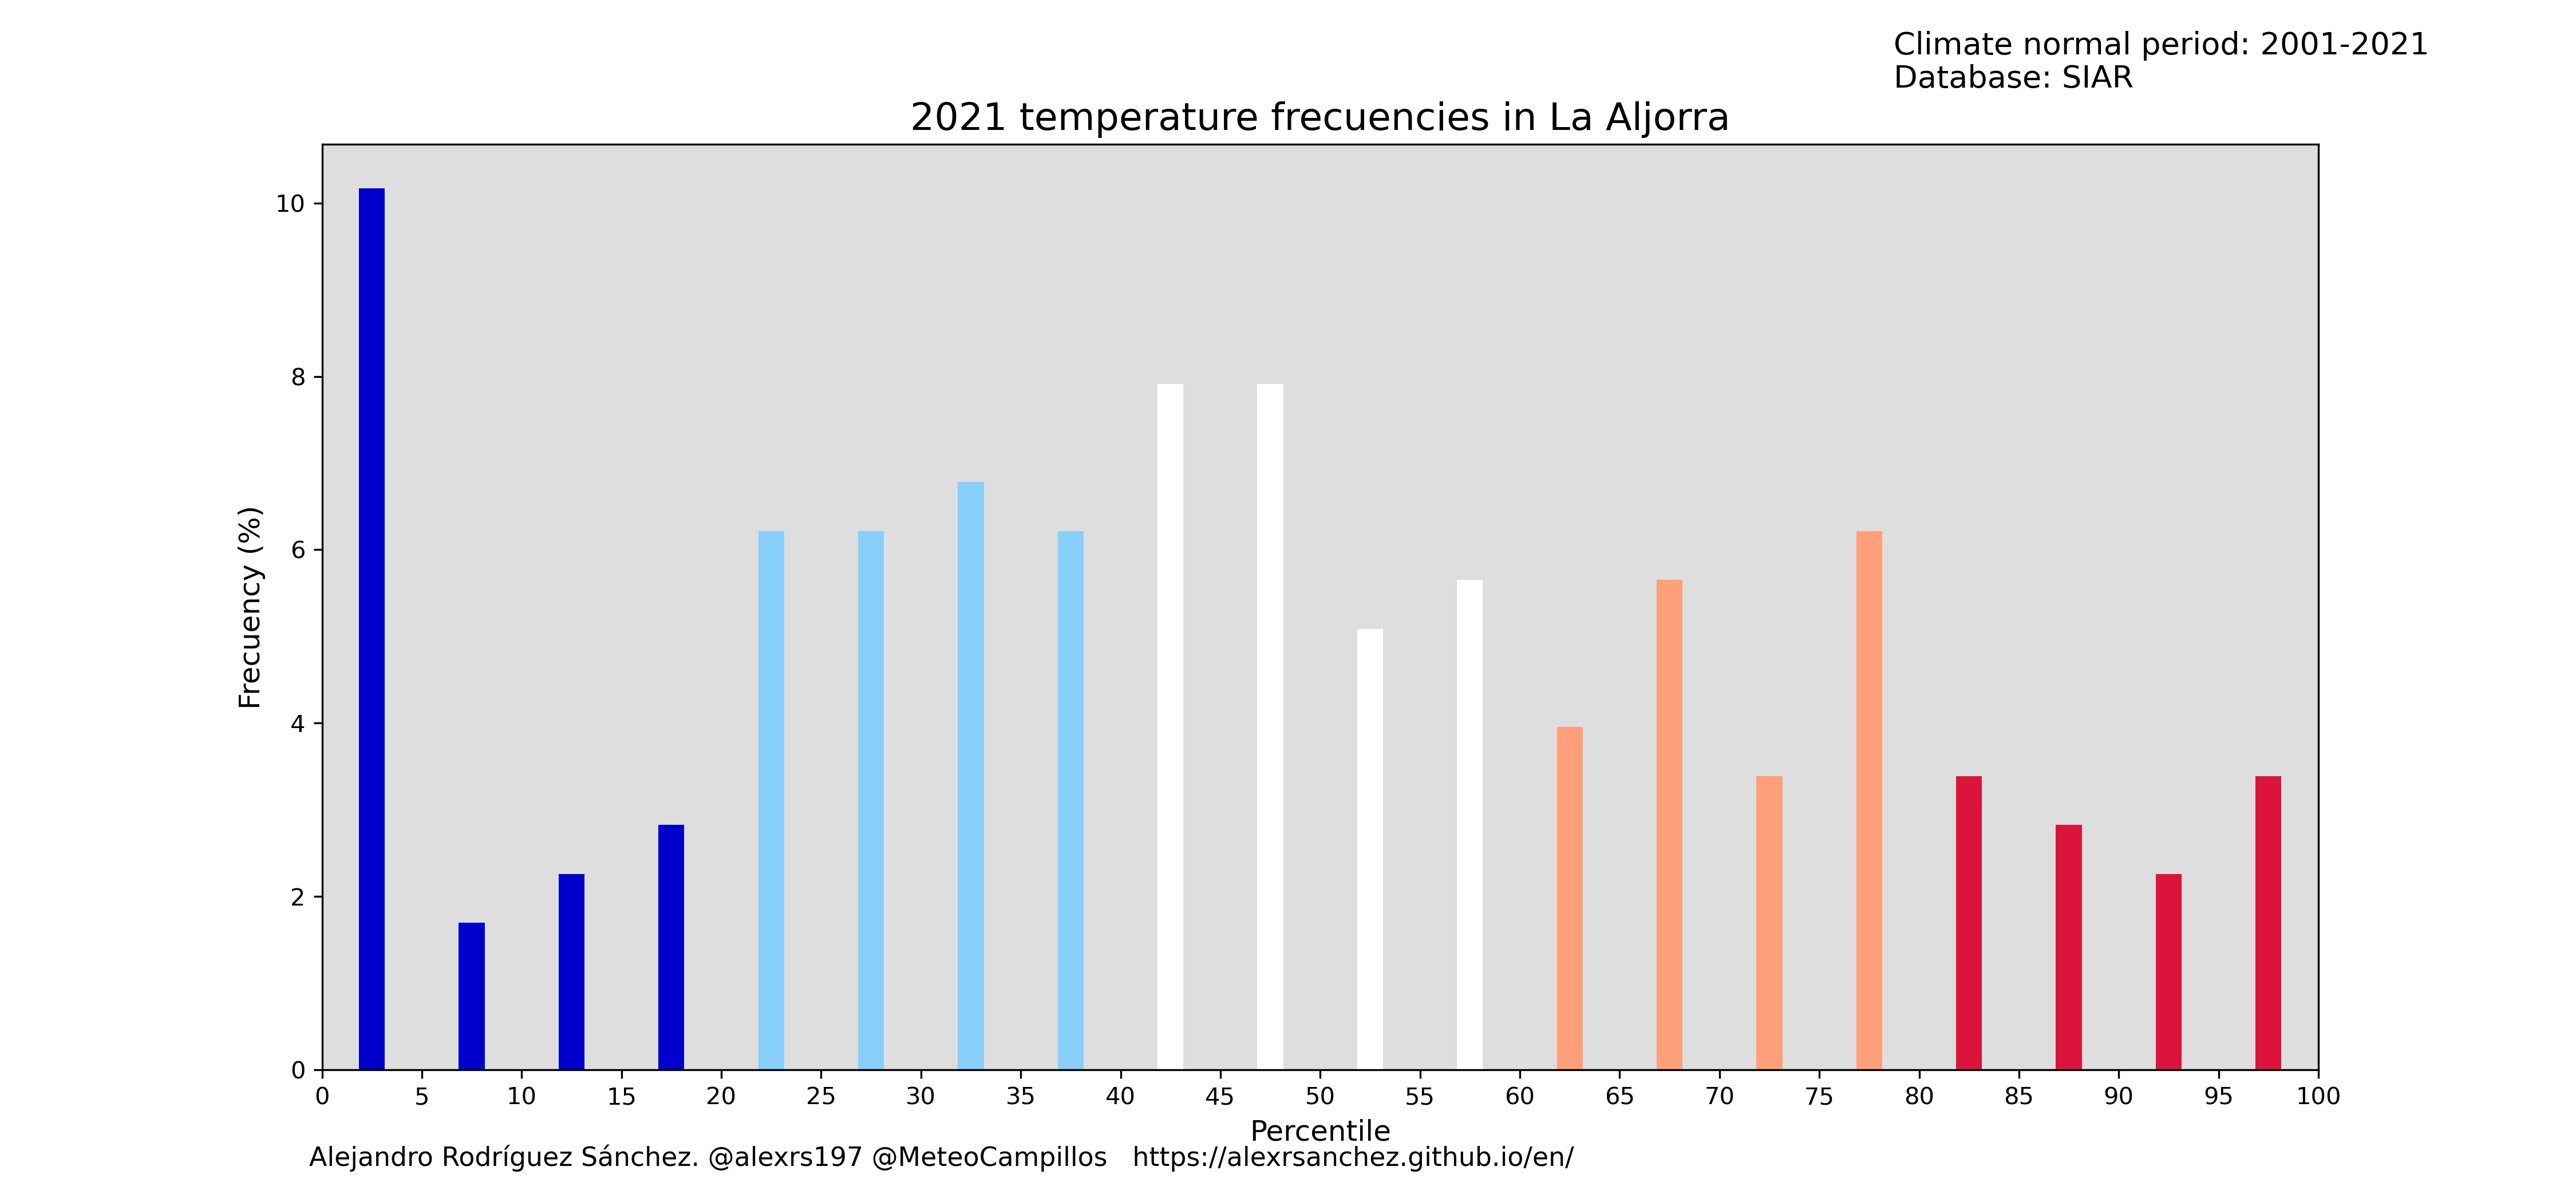 Climate normal period: 2001-2021
Database: SIAR
2021 temperature frecuencies in La Aljorra
Frecuency (%)
10
8
6
4
2
0
0 5 10 15 20 25 30 35 40 45 50 55 60 65 70 75 80 85 90 95 100
Percentile
Alejandro Rodríguez Sánchez. @alexrs197 @MeteoCampillos https://alexrsanchez.github.io/en/